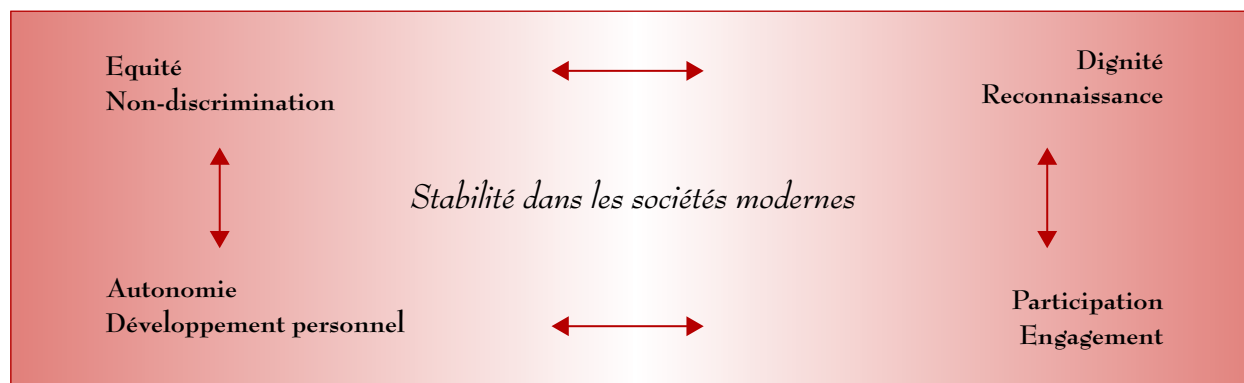 Equité
Non-discrimination
Dignité
Reconnaissance
Stabilité dans les sociétés modernes
Autonomie
Développement personnel
Participation
Engagement